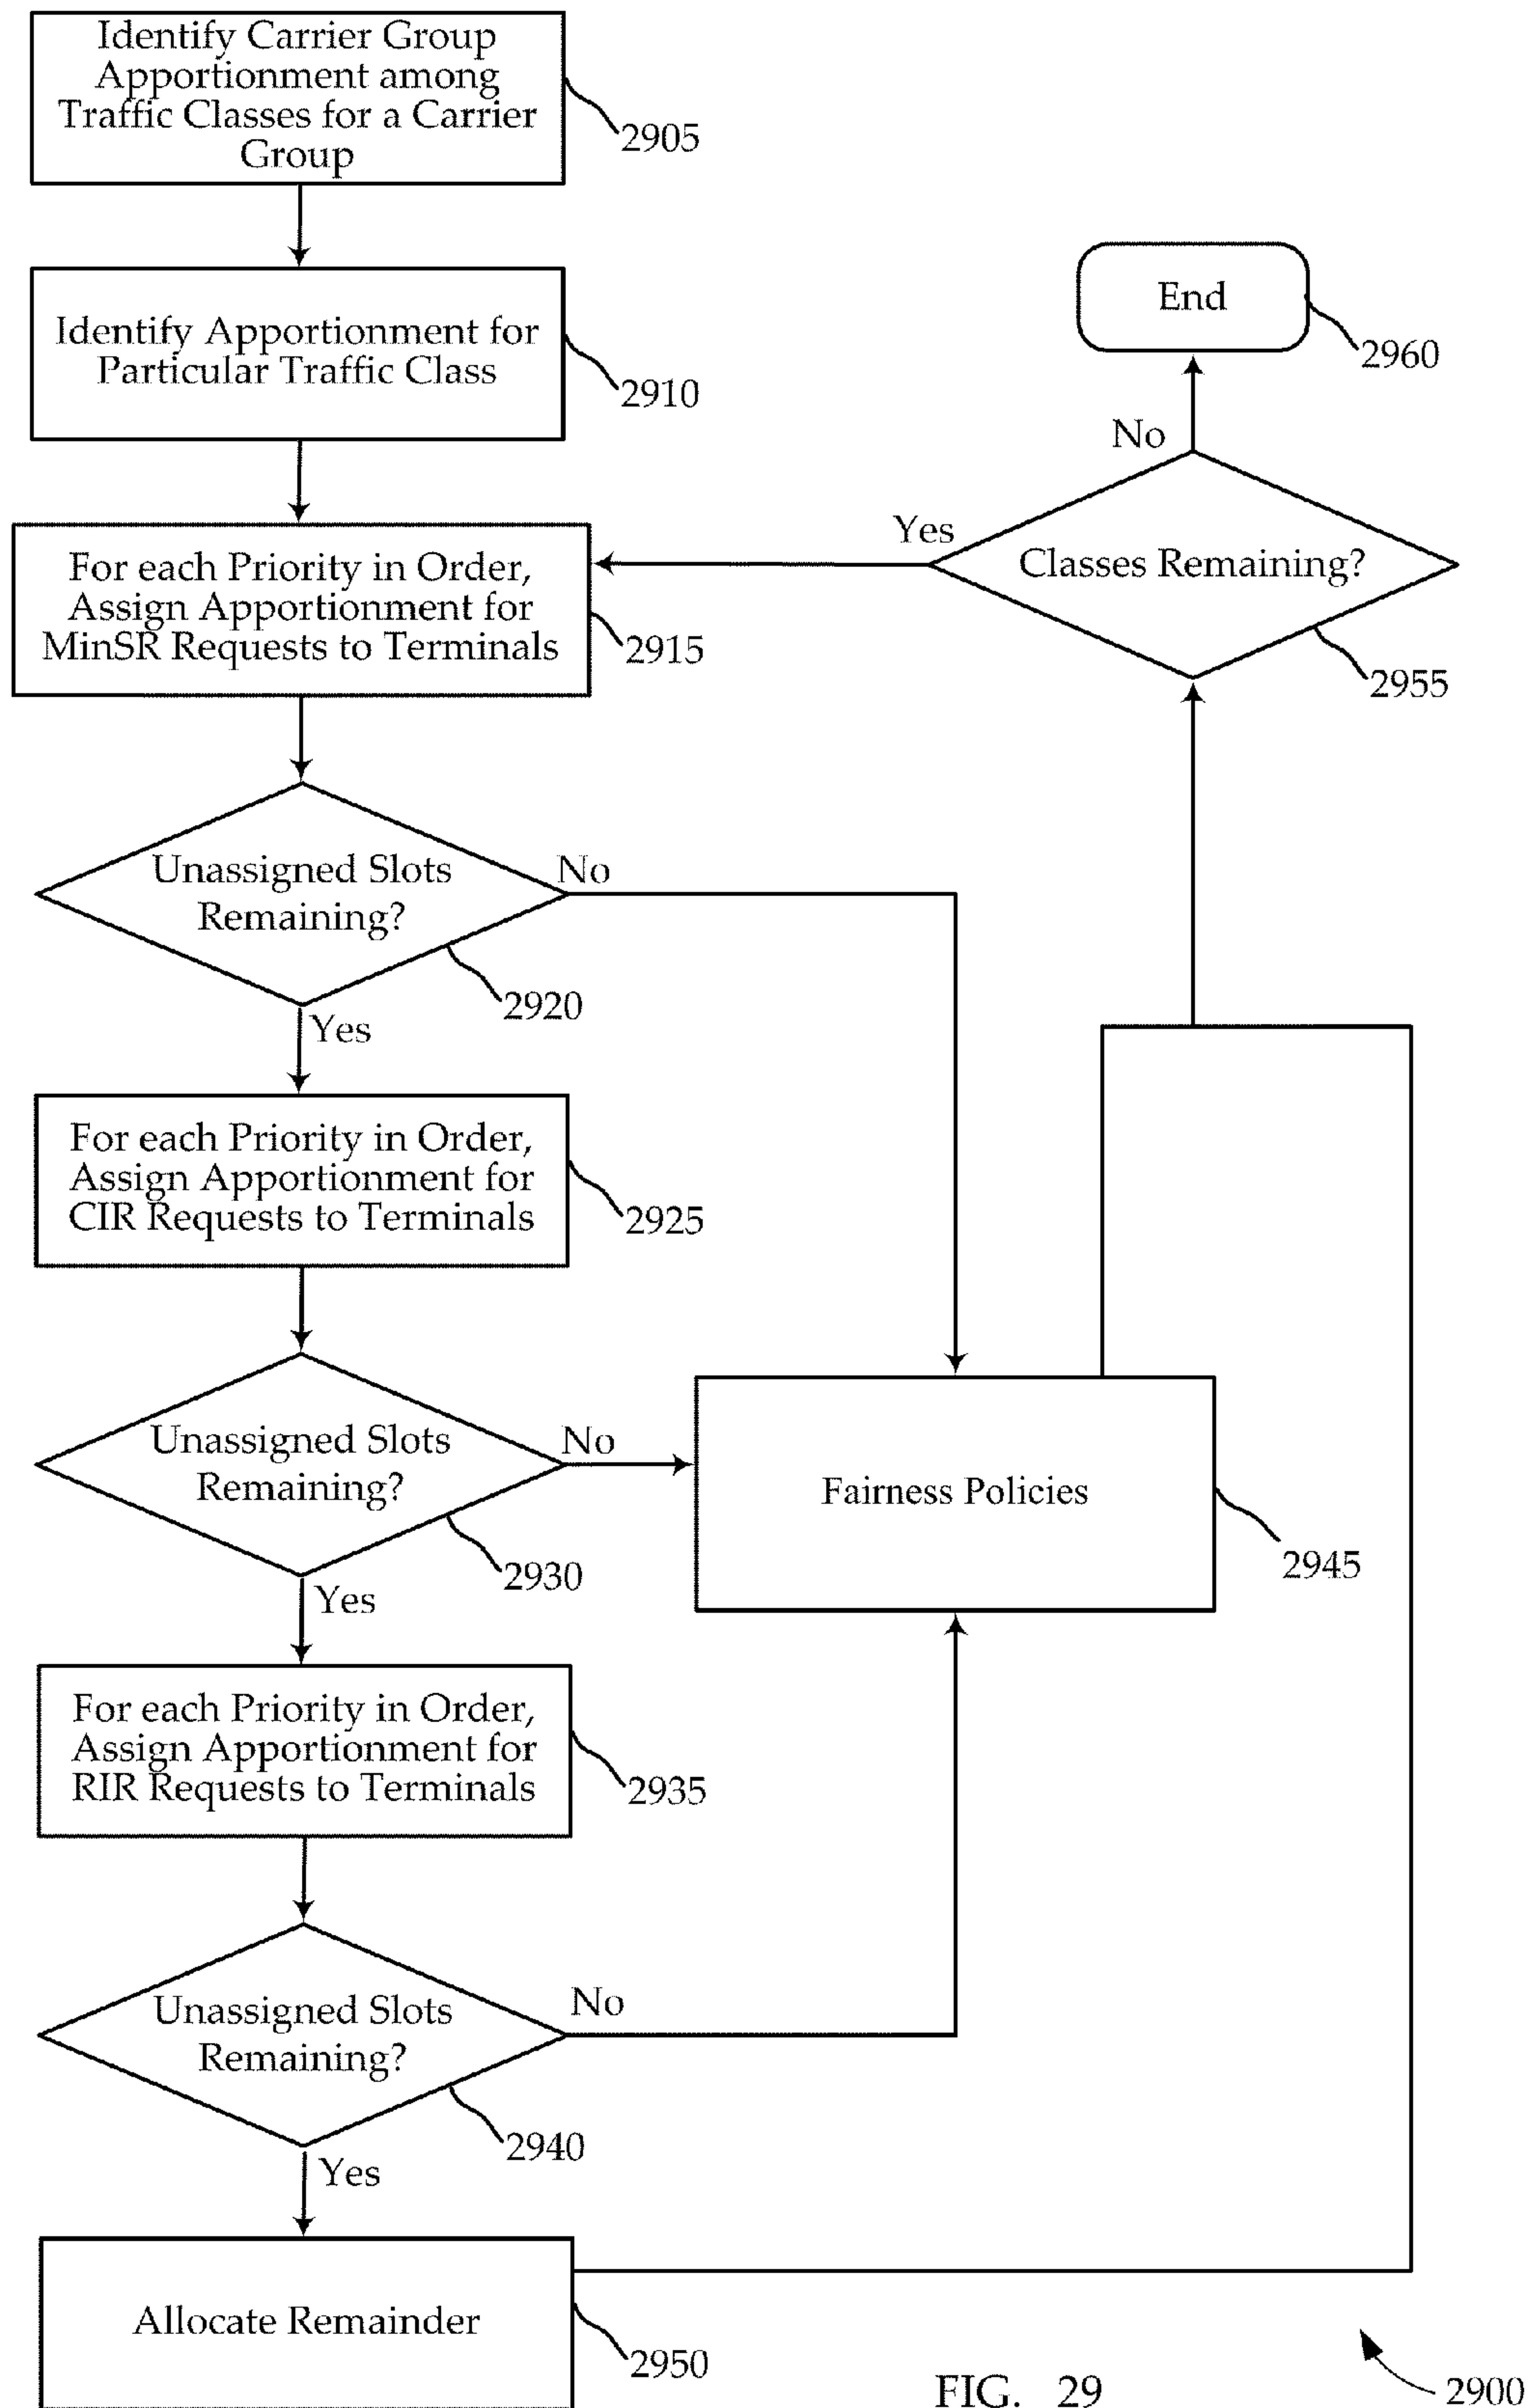 Identify Carrier Group
Apportionment among
Traffic Classes for a Carrier
Group
2905
Identify Apportionment for
Particular Traffic Class
2910
End
2960
No
Yes
Classes Remaining?
2955
For each Priority in Order,
Assign Apportionment for
MinSR Requests to Terminals
2915
Unassigned Slots
Remaining?
No
2920
Yes
For each Priority in Order,
Assign Apportionment for
CIR Requests to Terminals
2925
Unassigned Slots
Remaining?
No
2930
Yes
Fairness Policies
2945
For each Priority in Order,
Assign Apportionment for
RIR Requests to Terminals
2935
Unassigned Slots
Remaining?
No
2940
Yes
Allocate Remainder
2950
FIG. 29
2900